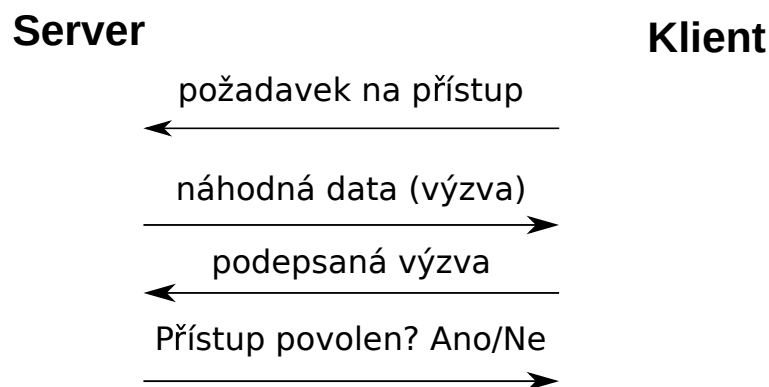 Server
Klient
požadavek na přístup
náhodná data (výzva)
podepsaná výzva
Přístup povolen? Ano/Ne